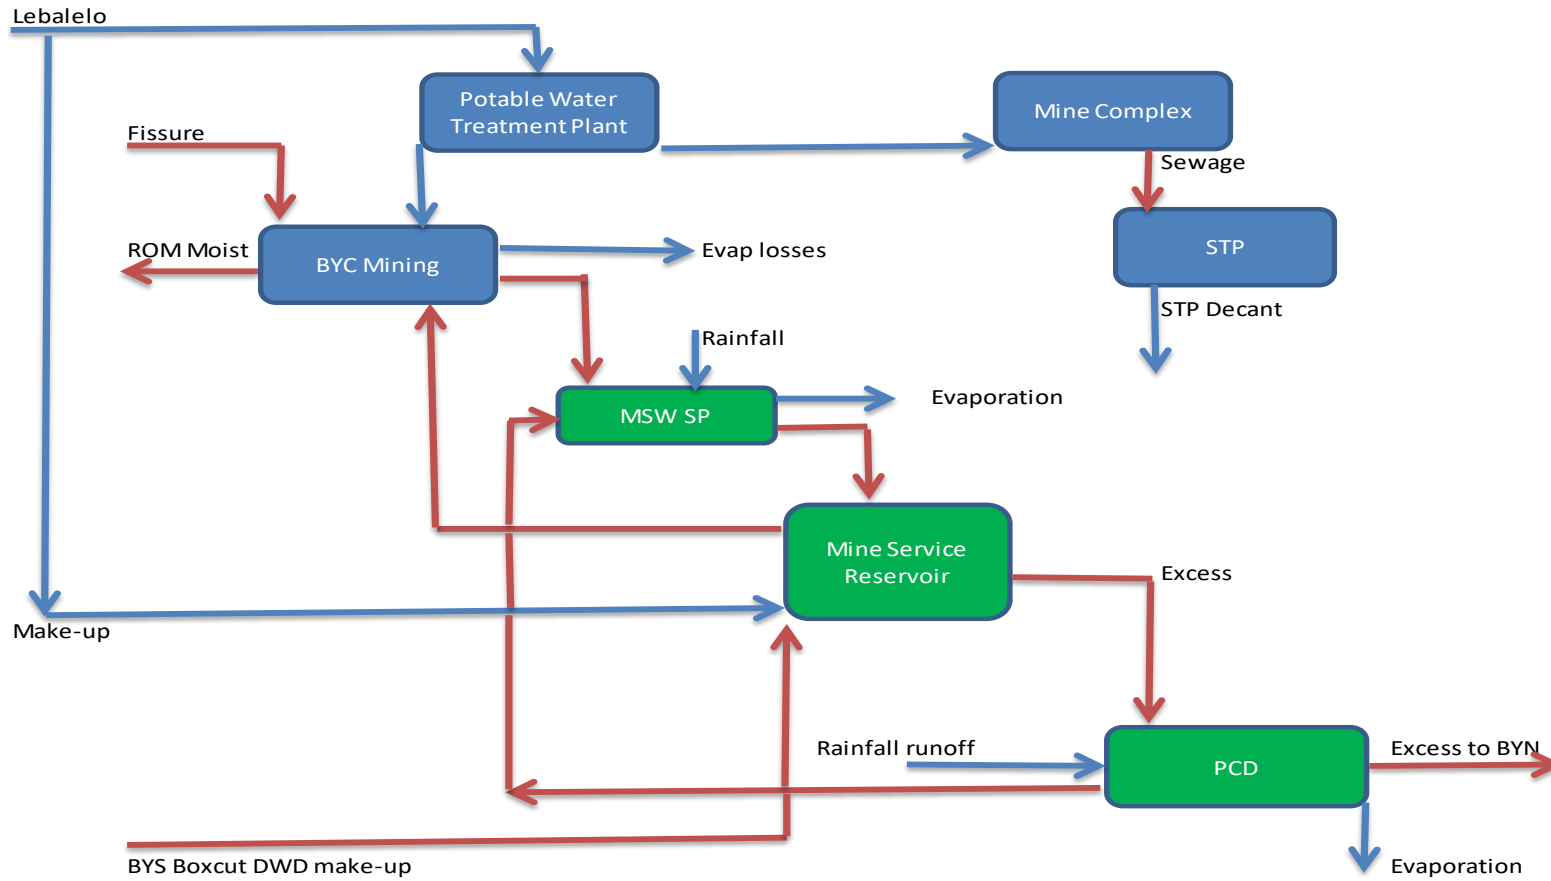 Lebalelo
Potable Water
Treatment Plant
Mine Complex
Fissure
Sewage
ROM Moist
BYC Mining
Evap losses
STP
STP Decant
Rainfall
MSW SP
Evaporation
Mine Service
Reservoir
Excess
Make-up
Rainfall runoff
PCD
Excess to BYN
BYS Boxcut DWD make-up
Evaporation